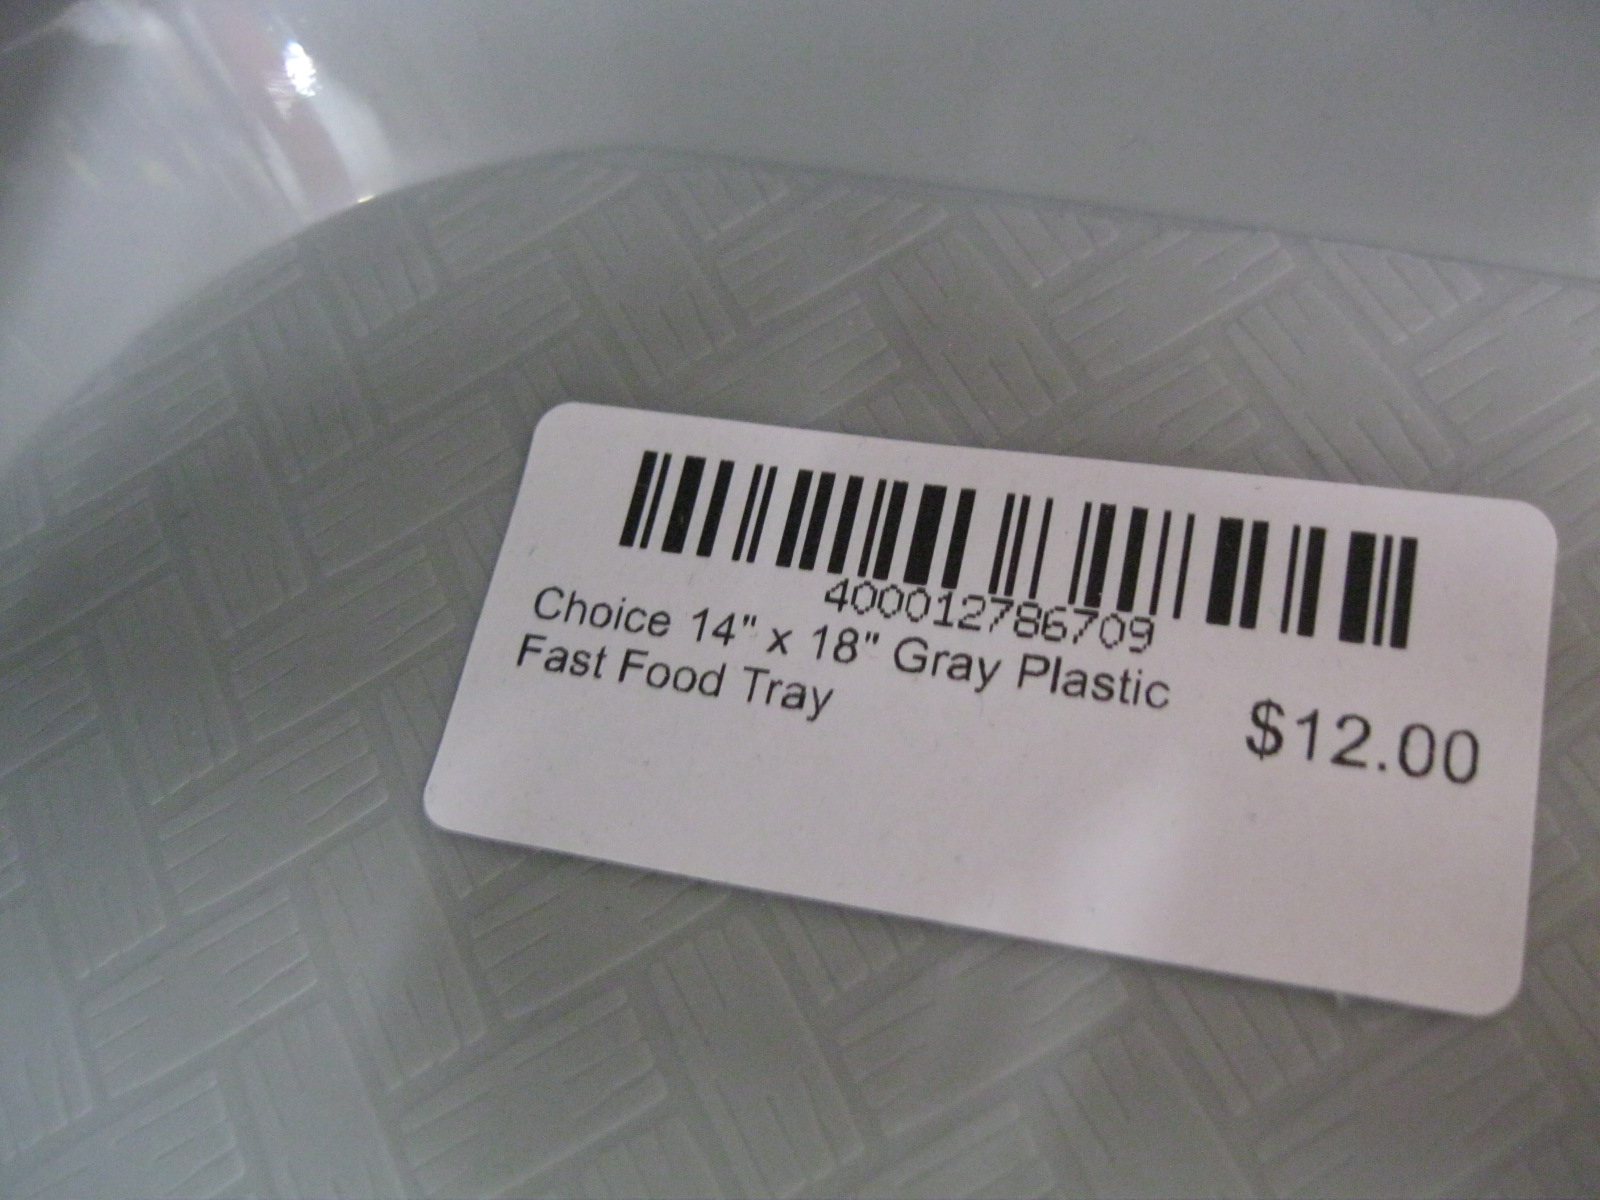 400012786709
Choice 14" x 18" Gray Plastic
Fast Food Tray
$12.00